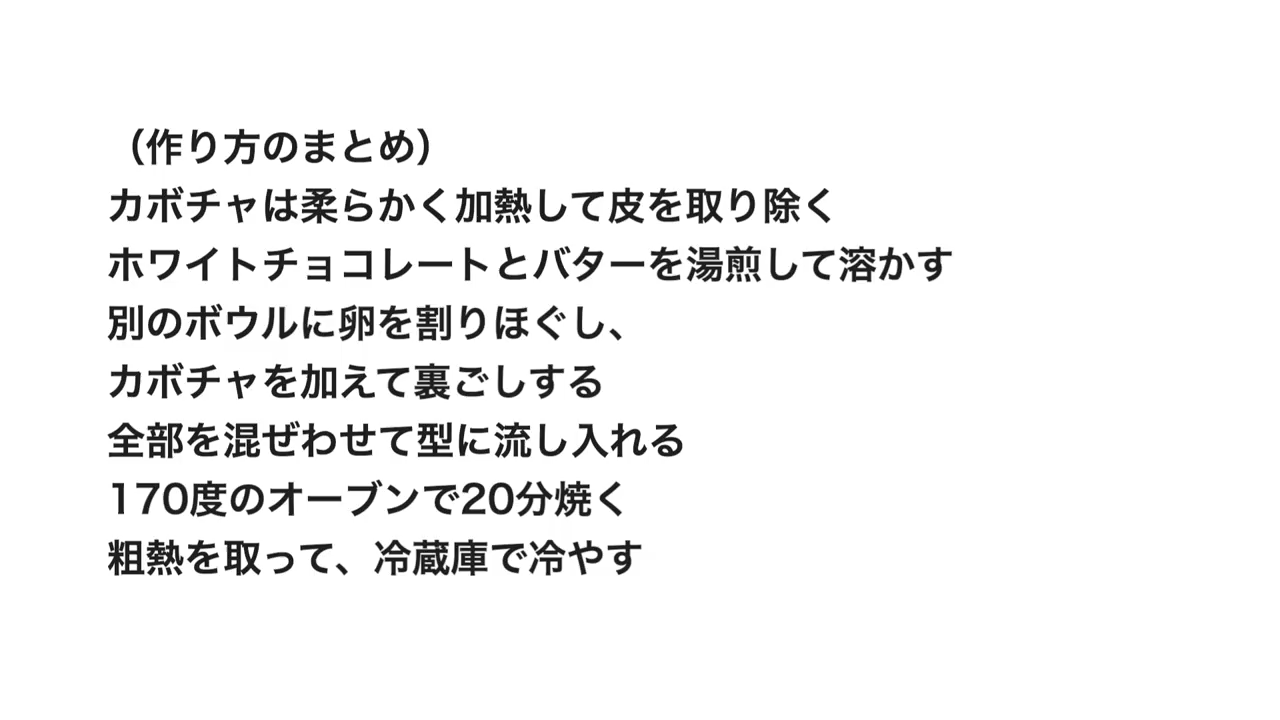 （作り方のまとめ）
カボチャは柔らかく加熱して皮を取り除く
ホワイトチョコレートとバターを湯煎して溶かす
別のボウルに卵を割りほぐし、
カボチャを加えて裏ごしする
全部を混ぜわせて型に流し入れる
170度のオーブンで20分焼く
粗熱を取って、冷蔵庫で冷やす